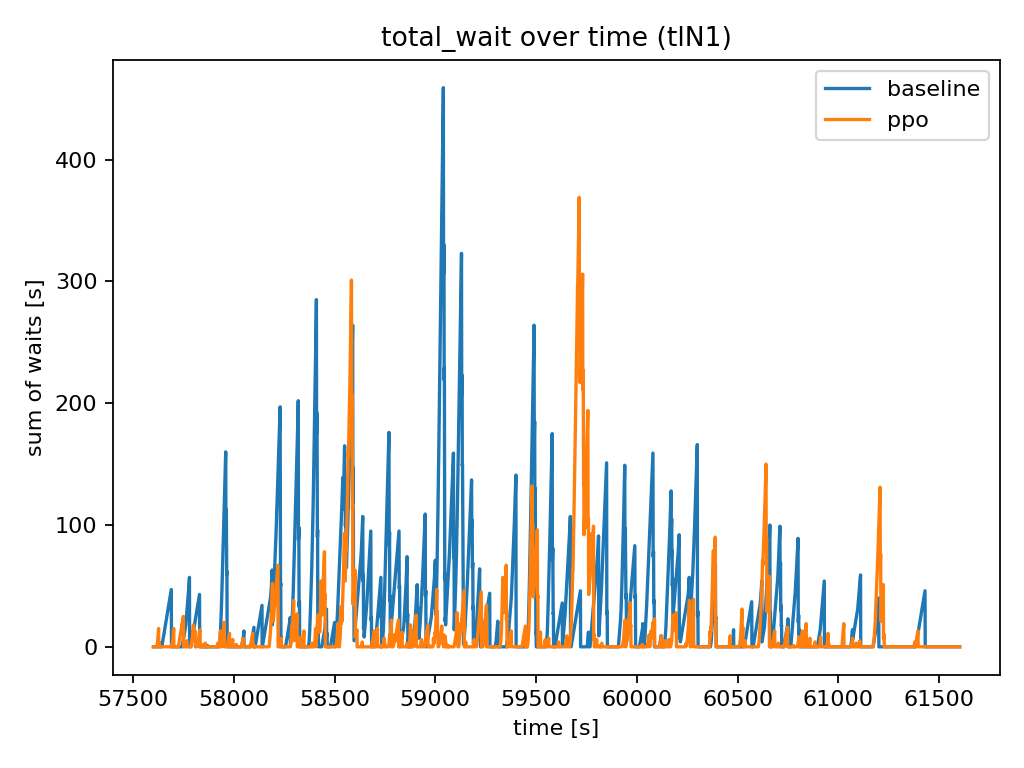 total_wait over time (tlN1)
baseline
ppo
sum of waits [s]
400
300
200
100
0
57500 58000 58500 59000 59500 60000 60500 61000 61500
time [s]